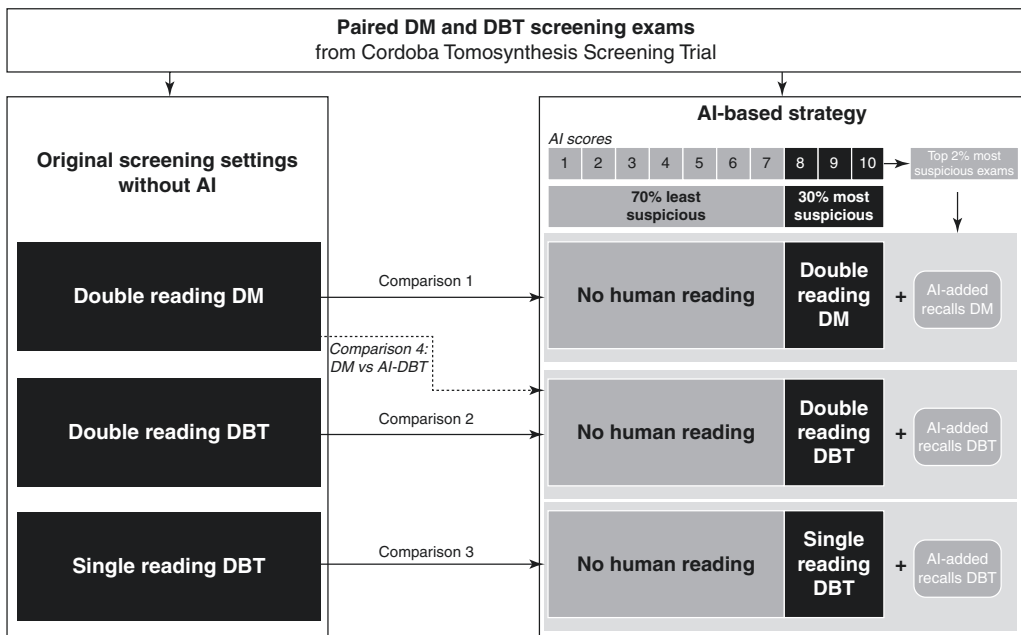 Paired DM and DBT screening exams
from Cordoba Tomosynthesis Screening Trial
Original screening settings
without AI
Double reading DM
Double reading DBT
Single reading DBT
Comparison 1
Comparison 4:
DM vs AI-DBT
Comparison 2
Comparison 3
AI-based strategy
AI scores
1 2 3 4 5 6 7 8 9 10
Top 2% most
suspicious exams
70% least
suspicious
30% most
suspicious
No human reading
Double
reading
DM
+
AI-added
recalls DM
No human reading
Double
reading
DBT
+
AI-added
recalls DBT
No human reading
Single
reading
DBT
+
AI-added
recalls DBT